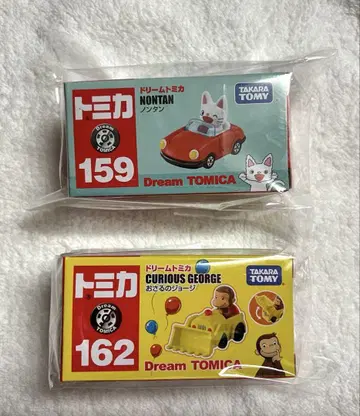 トミカ
Dream
TOMICA
159
ドリームトミカ
NONTAN
ノンタン
TAKARA
TOMY
Dream TOMICA
トミカ
Dream
TOMICA
162
ドリームトミカ
CURIOUS GEORGE
おさるのジョージ
TAKARA
TOMY
Dream TOMICA